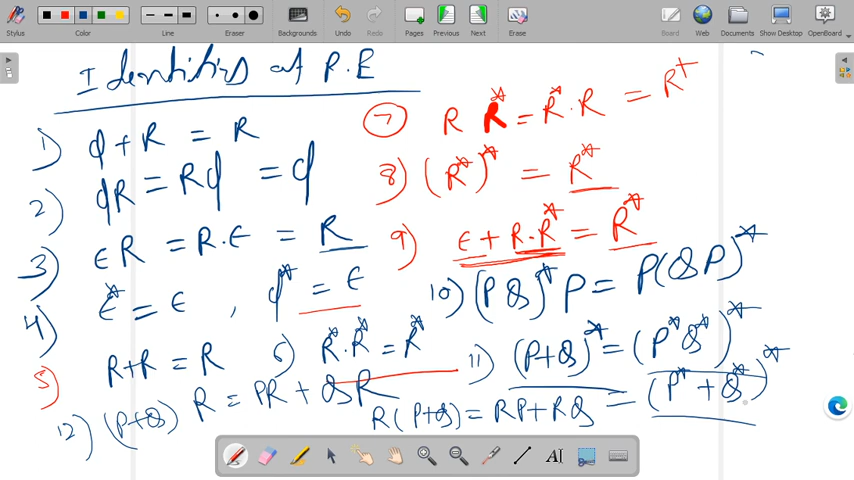 Stylus Color Line Eraser Backgrounds Undo Redo Pages Previous Next Erase Board Web Documents Show Desktop OpenBoard
Identities of R.E
1) ϕ + R = R
2) ϕR = Rϕ = ϕ
3) ϵR = R.ϵ = R
4) ϵ* = ϵ , ϕ* = ϵ
5) R+R = R
6) R*.R* = R*
7 R R* = R*.R = R+
8) (R*)* = R*
9) ϵ + R.R* = R*
10) (PQ)* P = P(QP)*
11) (P+Q)* = (P* Q*)*
= (P* + Q*)*
12) (P+Q) R = PR + QR
R(P+Q) = RP+RQ